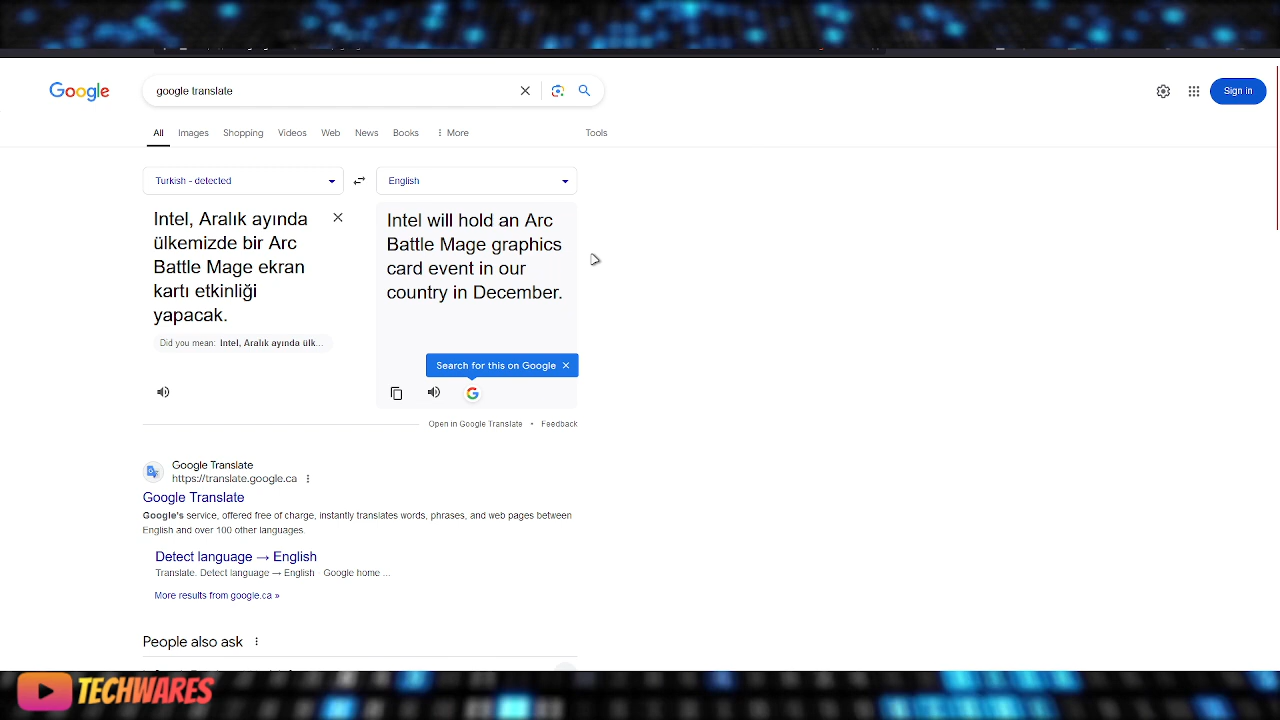 Google
google translate
Sign in
All Images Shopping Videos Web News Books More Tools
Turkish - detected
English
Intel, Aralık ayında
ülkemizde bir Arc
Battle Mage ekran
kartı etkinliği
yapacak.
Did you mean: Intel, Aralık ayında ülk...
Intel will hold an Arc
Battle Mage graphics
card event in our
country in December.
Search for this on Google
Open in Google Translate • Feedback
Google Translate
https://translate.google.ca
Google Translate
Google's service, offered free of charge, instantly translates words, phrases, and web pages between
English and over 100 other languages.
Detect language → English
Translate. Detect language → English Google home ...
More results from google.ca »
People also ask
TECHWARES